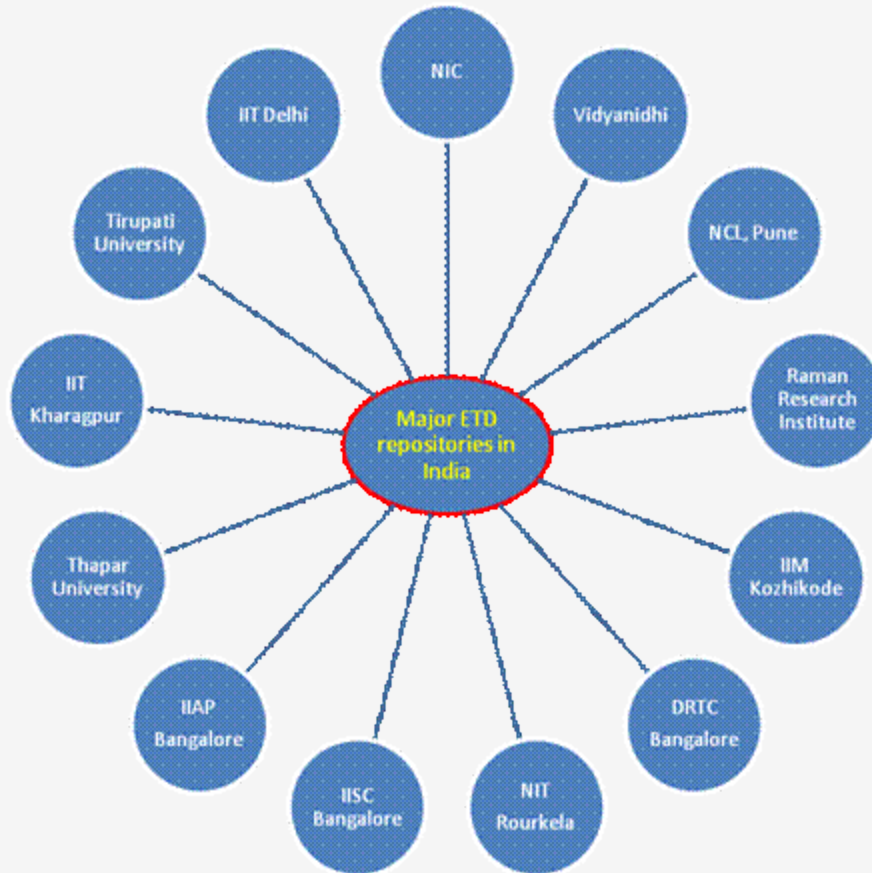 NIC
IIT Delhi
Vidyanidhi
Tirupati
University
NCL, Pune
IIT
Kharagpur
Major ETD
repositories in
India
Raman
Research
Institute
Thapar
University
IIM
Kozhikode
IIAP
Bangalore
DRTC
Bangalore
IISC
Bangalore
NIT
Rourkela